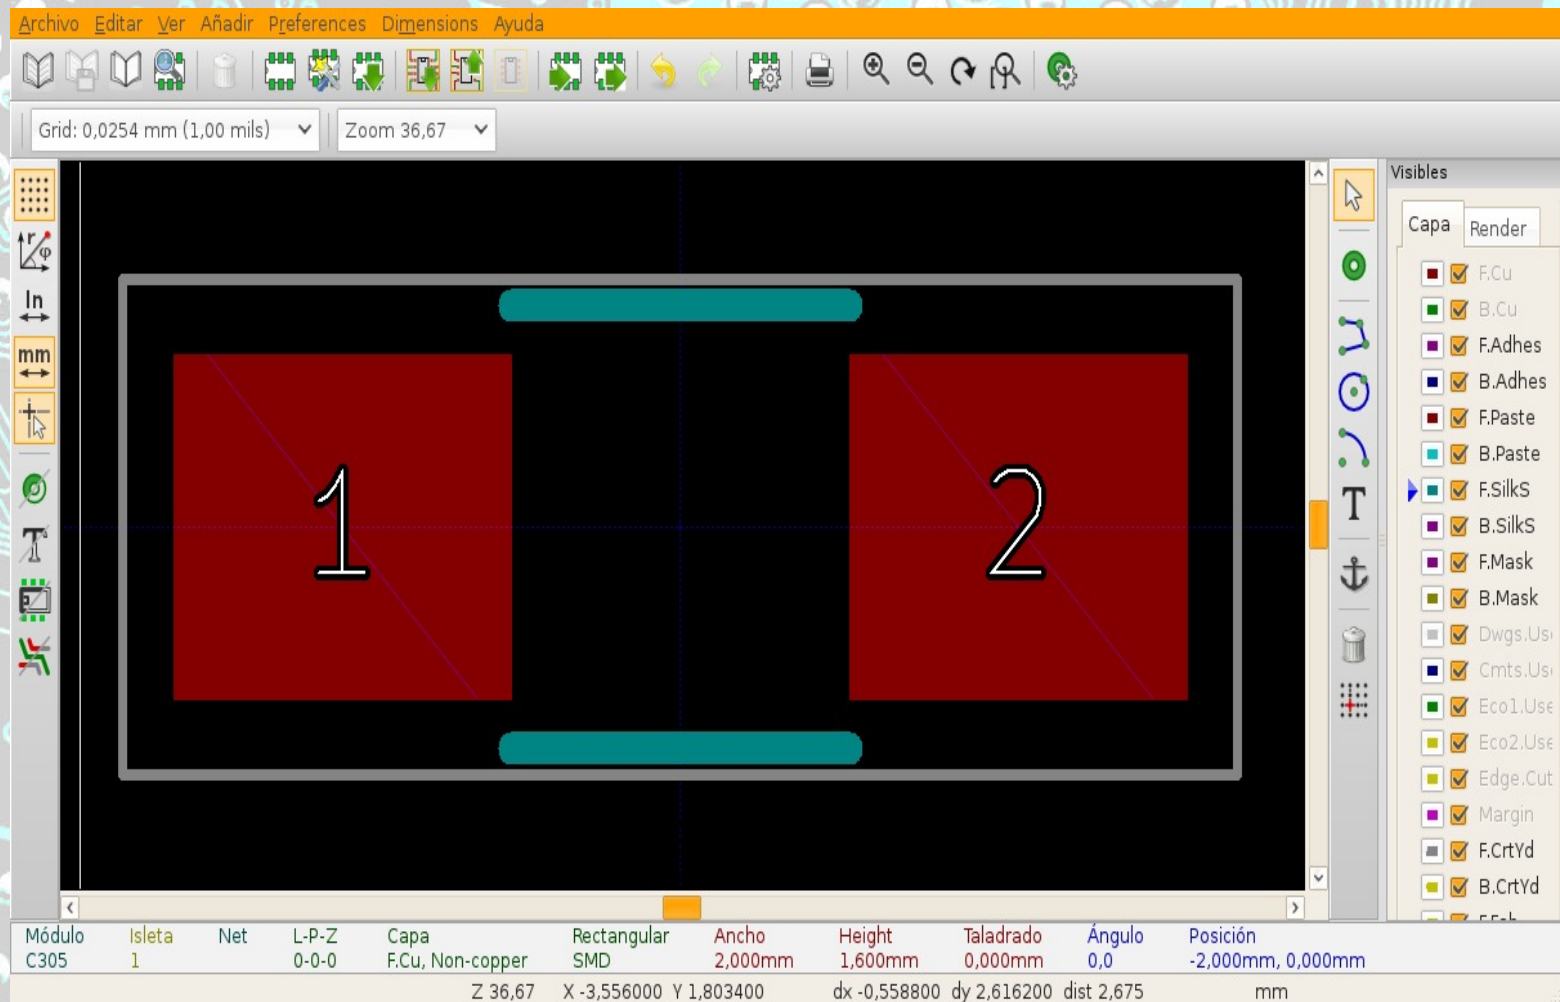 Archivo Editar Ver Añadir Preferences Dimensions Ayuda
Grid: 0,0254 mm (1,00 mils) Zoom 36,67
Visibles
Capa Render
In
mm
1
2
T
F.Cu
B.Cu
F.Adhes
B.Adhes
F.Paste
B.Paste
F.SilkS
B.SilkS
F.Mask
B.Mask
Dwgs.Us
Cmts.Us
Eco1.Use
Eco2.Use
Edge.Cut
Margin
F.CrtYd
B.CrtYd
Módulo Isleta Net L-P-Z Capa Rectangular Ancho Height Taladrado Ángulo Posición
C305 1 0-0-0 F.Cu, Non-copper SMD 2,000mm 1,600mm 0,000mm 0,0 -2,000mm, 0,000mm
Z 36,67 X -3,556000 Y 1,803400 dx -0,558800 dy 2,616200 dist 2,675 mm